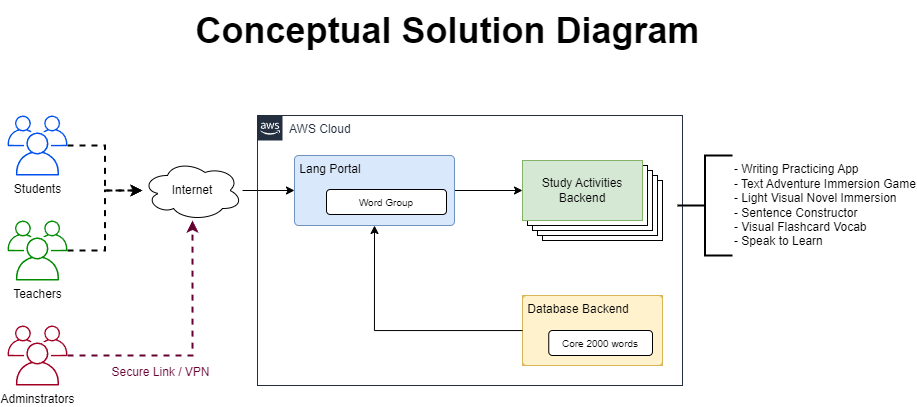 Conceptual Solution Diagram
Students
Teachers
Adminstrators
Internet
Secure Link / VPN
aws
AWS Cloud
Lang Portal
Word Group
Study Activities
Backend
Database Backend
Core 2000 words
- Writing Practicing App
- Text Adventure Immersion Game
- Light Visual Novel Immersion
- Sentence Constructor
- Visual Flashcard Vocab
- Speak to Learn